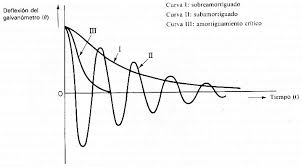 Deflexión del
galvanómetro (θ)
Curva I: sobreamortiguado
Curva II: subamortiguado
Curva III: amortiguamiento crítico
III
I
II
O
Tiempo (t)